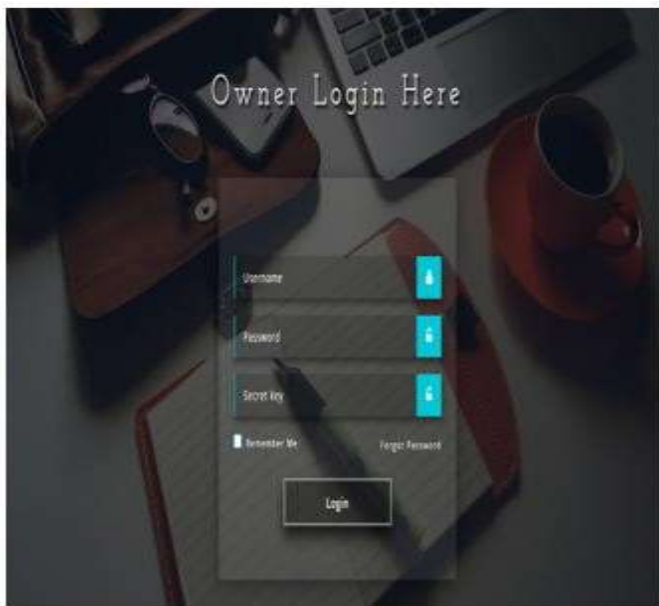 Owner Login Here
Username
Password
Secret Key
Remember Me Forgot Password
Login